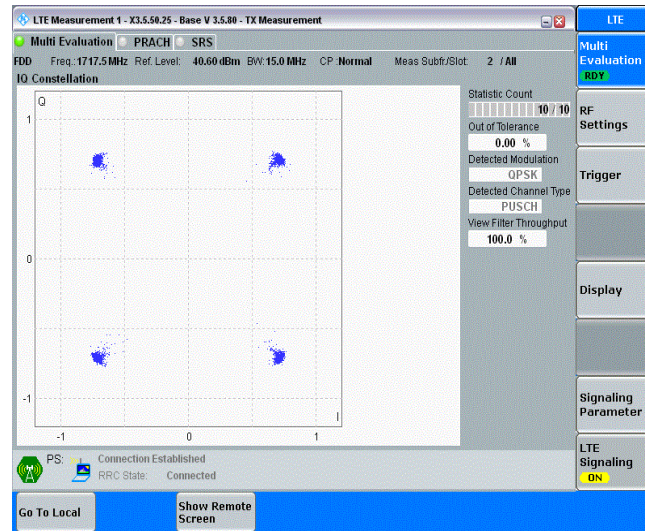 LTE Measurement 1 - X3.5.50.25 - Base V 3.5.80 - TX Measurement
LTE
Multi Evaluation PRACH SRS
FDD Freq.: 1717.5 MHz Ref. Level: 40.60 dBm BW: 15.0 MHz CP : Normal Meas Subfr./Slot: 2 / All
IQ Constellation
Q
1
0
-1
-1 0 1
I
Statistic Count
10 / 10
Out of Tolerance
0.00 %
Detected Modulation
QPSK
Detected Channel Type
PUSCH
View Filter Throughput
100.0 %
Multi
Evaluation
RDY
RF
Settings
Trigger
Display
Signaling
Parameter
LTE
Signaling
ON
PS: Connection Established
RRC State: Connected
Go To Local
Show Remote
Screen